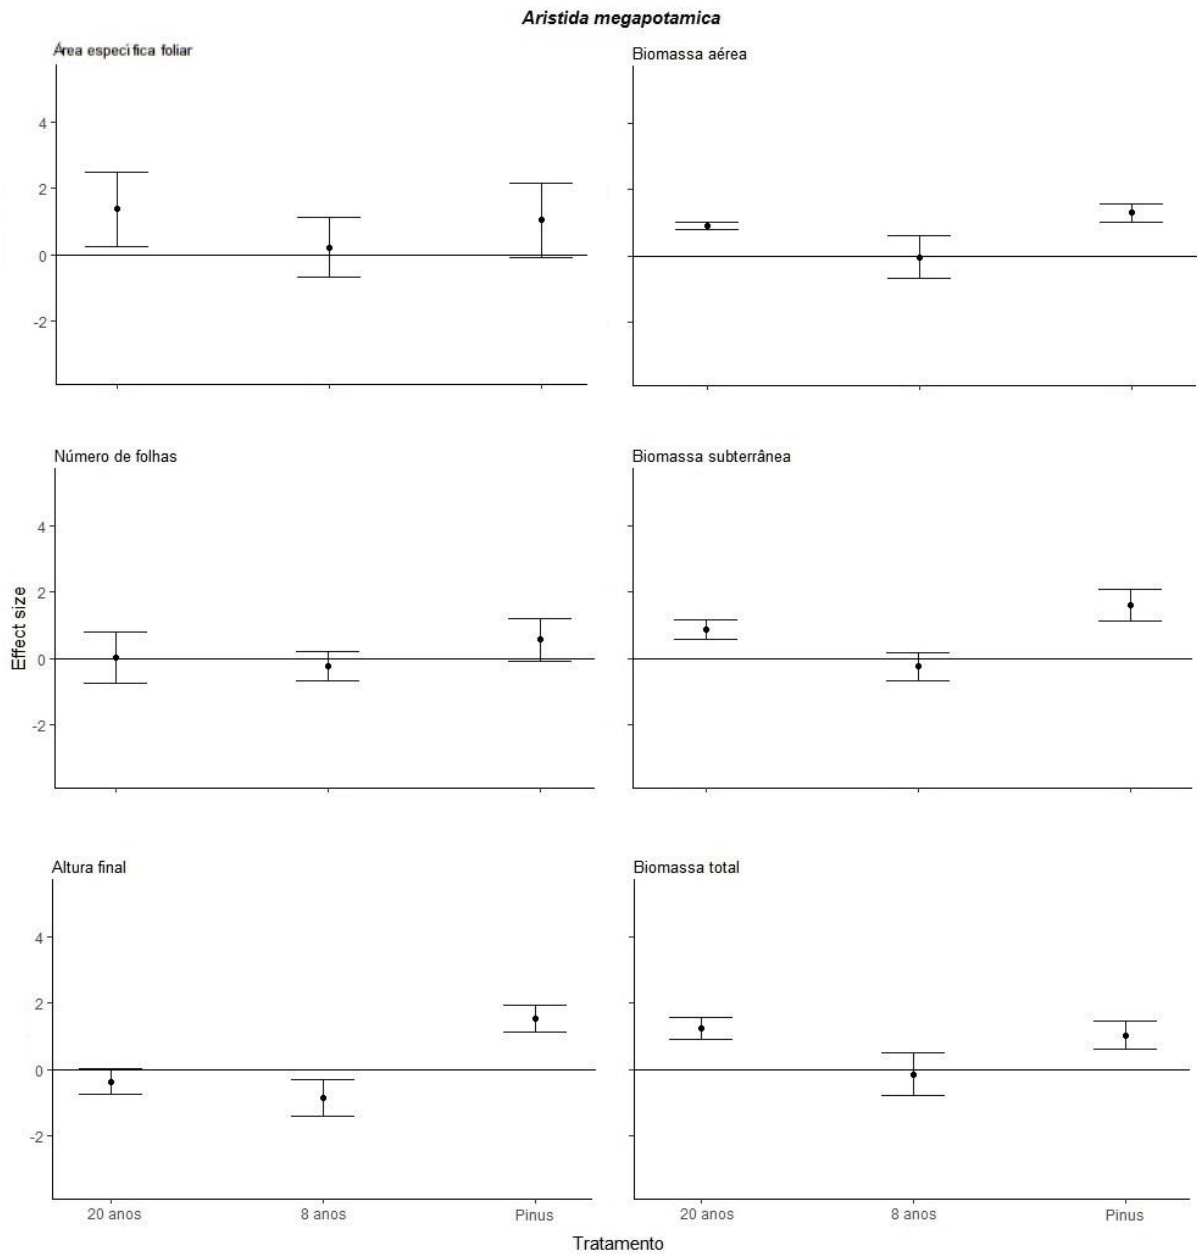 Aristida megapotamica
Área especifica foliar
4
2
0
-2
Biomassa aérea
Número de folhas
4
2
0
-2
Biomassa subterrânea
Effect size
Altura final
4
2
0
-2
20 anos
8 anos
Pinus
Biomassa total
20 anos
8 anos
Pinus
Tratamento